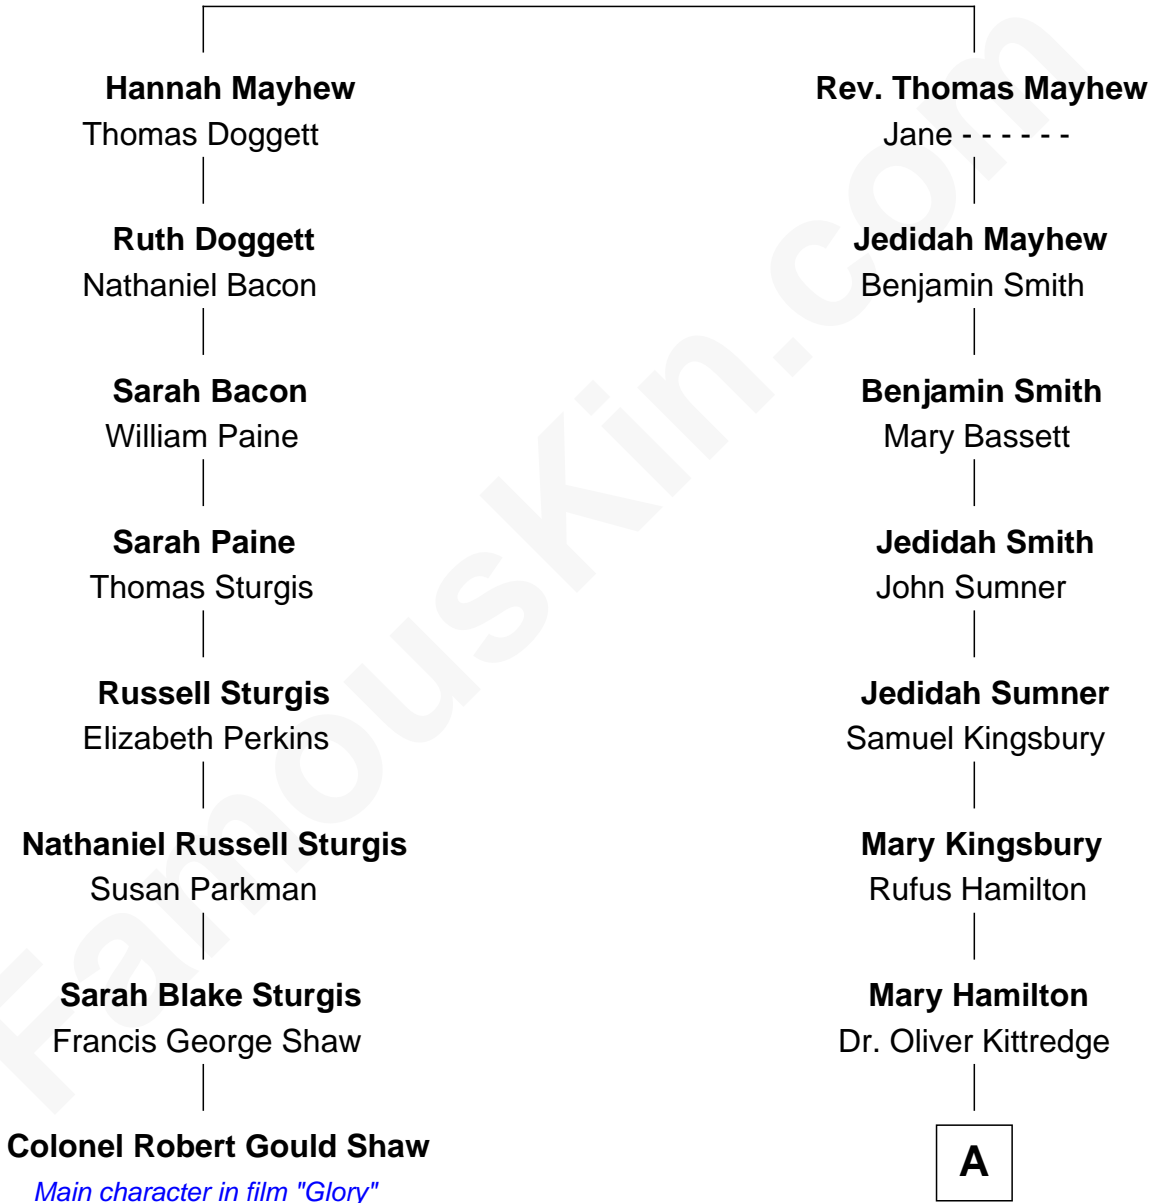 Hannah Mayhew
Thomas Doggett
Ruth Doggett
Nathaniel Bacon
Sarah Bacon
William Paine
Sarah Paine
Thomas Sturgis
Russell Sturgis
Elizabeth Perkins
Nathaniel Russell Sturgis
Susan Parkman
Sarah Blake Sturgis
Francis George Shaw
Colonel Robert Gould Shaw
Main character in film "Glory"
Rev. Thomas Mayhew
Jane - - - - - -
Jedidah Mayhew
Benjamin Smith
Benjamin Smith
Mary Bassett
Jedidah Smith
John Sumner
Jedidah Sumner
Samuel Kingsbury
Mary Kingsbury
Rufus Hamilton
Mary Hamilton
Dr. Oliver Kittredge
A
FamousKin.com